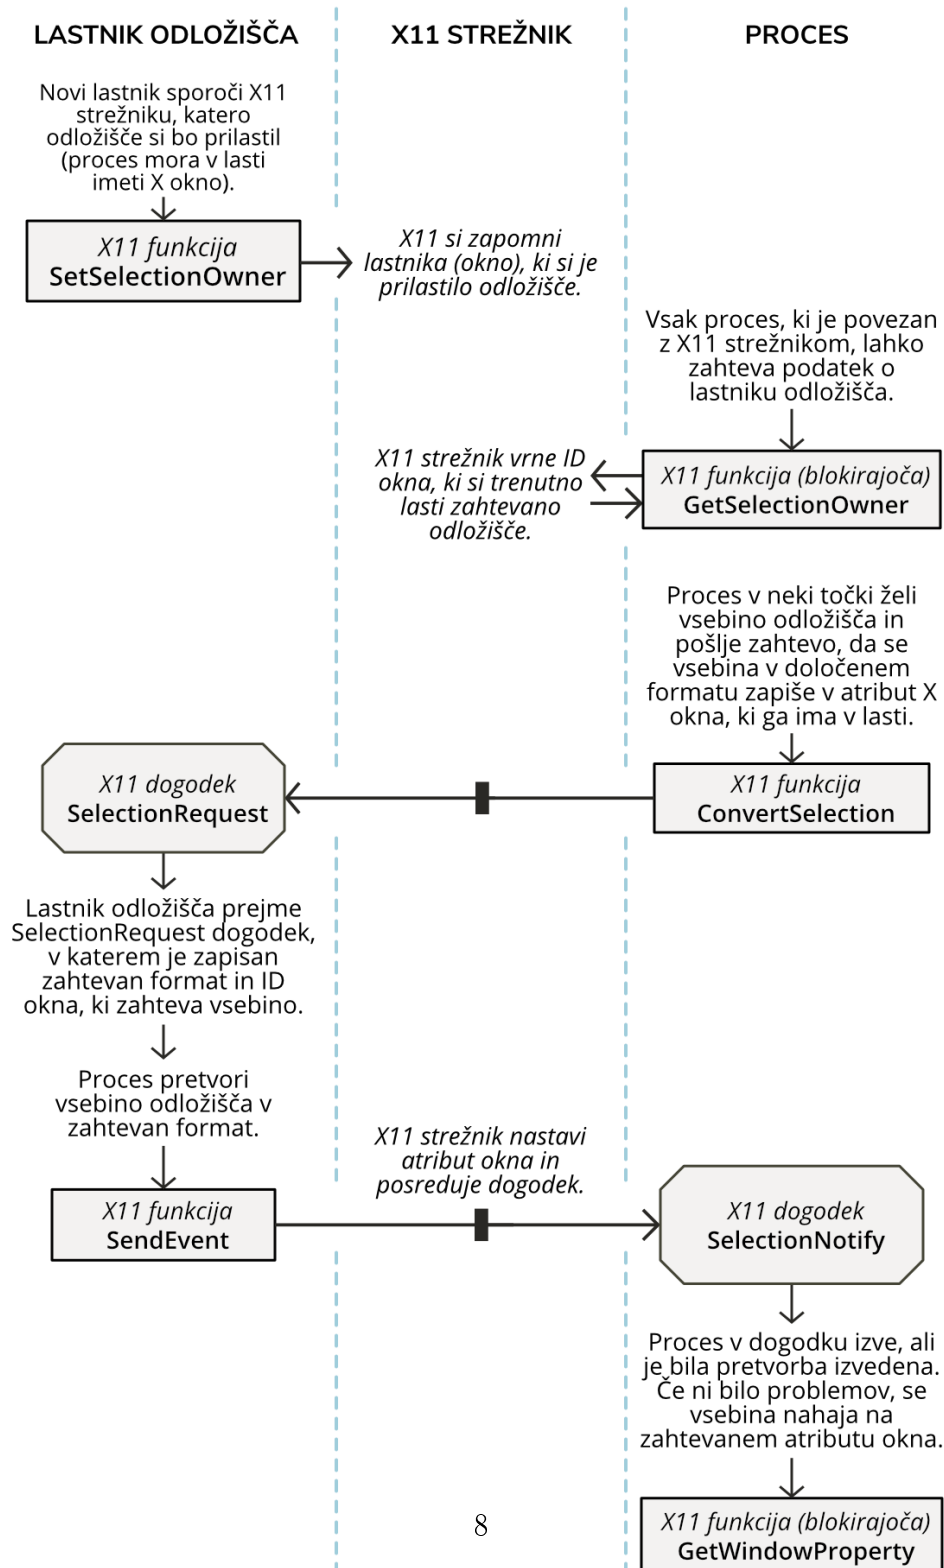 LASTNIK ODLOŽIŠČA
X11 STREŽNIK
PROCES
Novi lastnik sporoči X11
strežniku, katero
odložišče si bo prilastil
(proces mora v lasti
imeti X okno).
X11 funkcija
SetSelectionOwner
X11 si zapomni
lastnika (okno), ki si je
prilastilo odložišče.
Vsak proces, ki je povezan
z X11 strežnikom, lahko
zahteva podatek o
lastniku odložišča.
X11 strežnik vrne ID
okna, ki si trenutno
lasti zahtevano
odložišče.
X11 funkcija (blokirajoča)
GetSelectionOwner
Proces v neki točki želi
vsebino odložišča in
pošlje zahtevo, da se
vsebina v določenem
formatu zapiše v atribut X
okna, ki ga ima v lasti.
X11 funkcija
ConvertSelection
X11 dogodek
SelectionRequest
Lastnik odložišča prejme
SelectionRequest dogodek,
v katerem je zapisan
zahtevan format in ID
okna, ki zahteva vsebino.
Proces pretvori
vsebino odložišča v
zahtevan format.
X11 funkcija
SendEvent
X11 strežnik nastavi
atribut okna in
posreduje dogodek.
X11 dogodek
SelectionNotify
Proces v dogodku izve, ali
je bila pretvorba izvedena.
Če ni bilo problemov, se
vsebina nahaja na
zahtevanem atributu okna.
X11 funkcija (blokirajoča)
GetWindowProperty
8